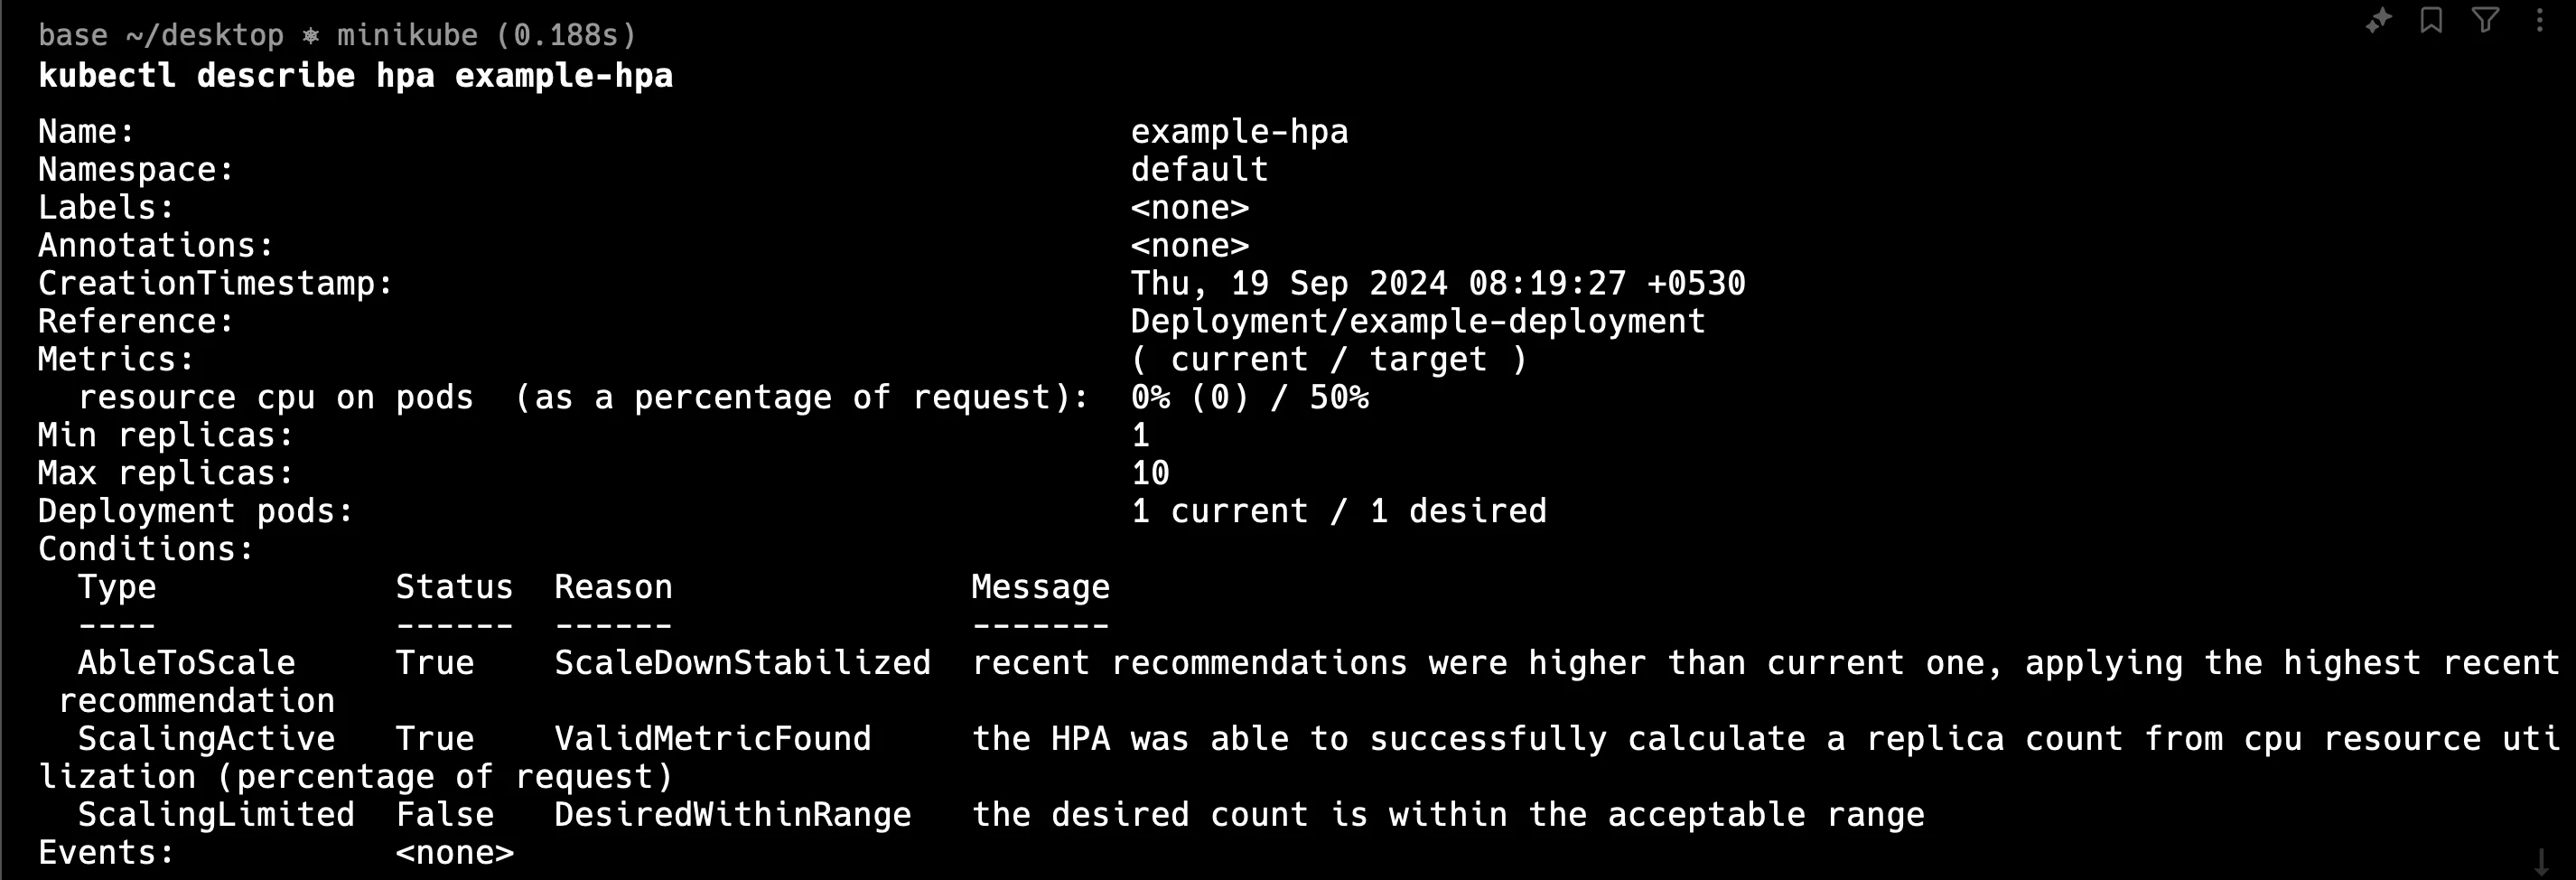 base ~/desktop ⎈ minikube (0.188s)
kubectl describe hpa example-hpa
Name:                                                  example-hpa
Namespace:                                             default
Labels:                                                <none>
Annotations:                                           <none>
CreationTimestamp:                                     Thu, 19 Sep 2024 08:19:27 +0530
Reference:                                             Deployment/example-deployment
Metrics:                                               ( current / target )
  resource cpu on pods  (as a percentage of request):  0% (0) / 50%
Min replicas:                                          1
Max replicas:                                          10
Deployment pods:                                       1 current / 1 desired
Conditions:
  Type            Status  Reason               Message
  ----            ------  ------               -------
  AbleToScale     True    ScaleDownStabilized  recent recommendations were higher than current one, applying the highest recent
 recommendation
  ScalingActive   True    ValidMetricFound     the HPA was able to successfully calculate a replica count from cpu resource uti
lization (percentage of request)
  ScalingLimited  False   DesiredWithinRange   the desired count is within the acceptable range
Events:           <none>